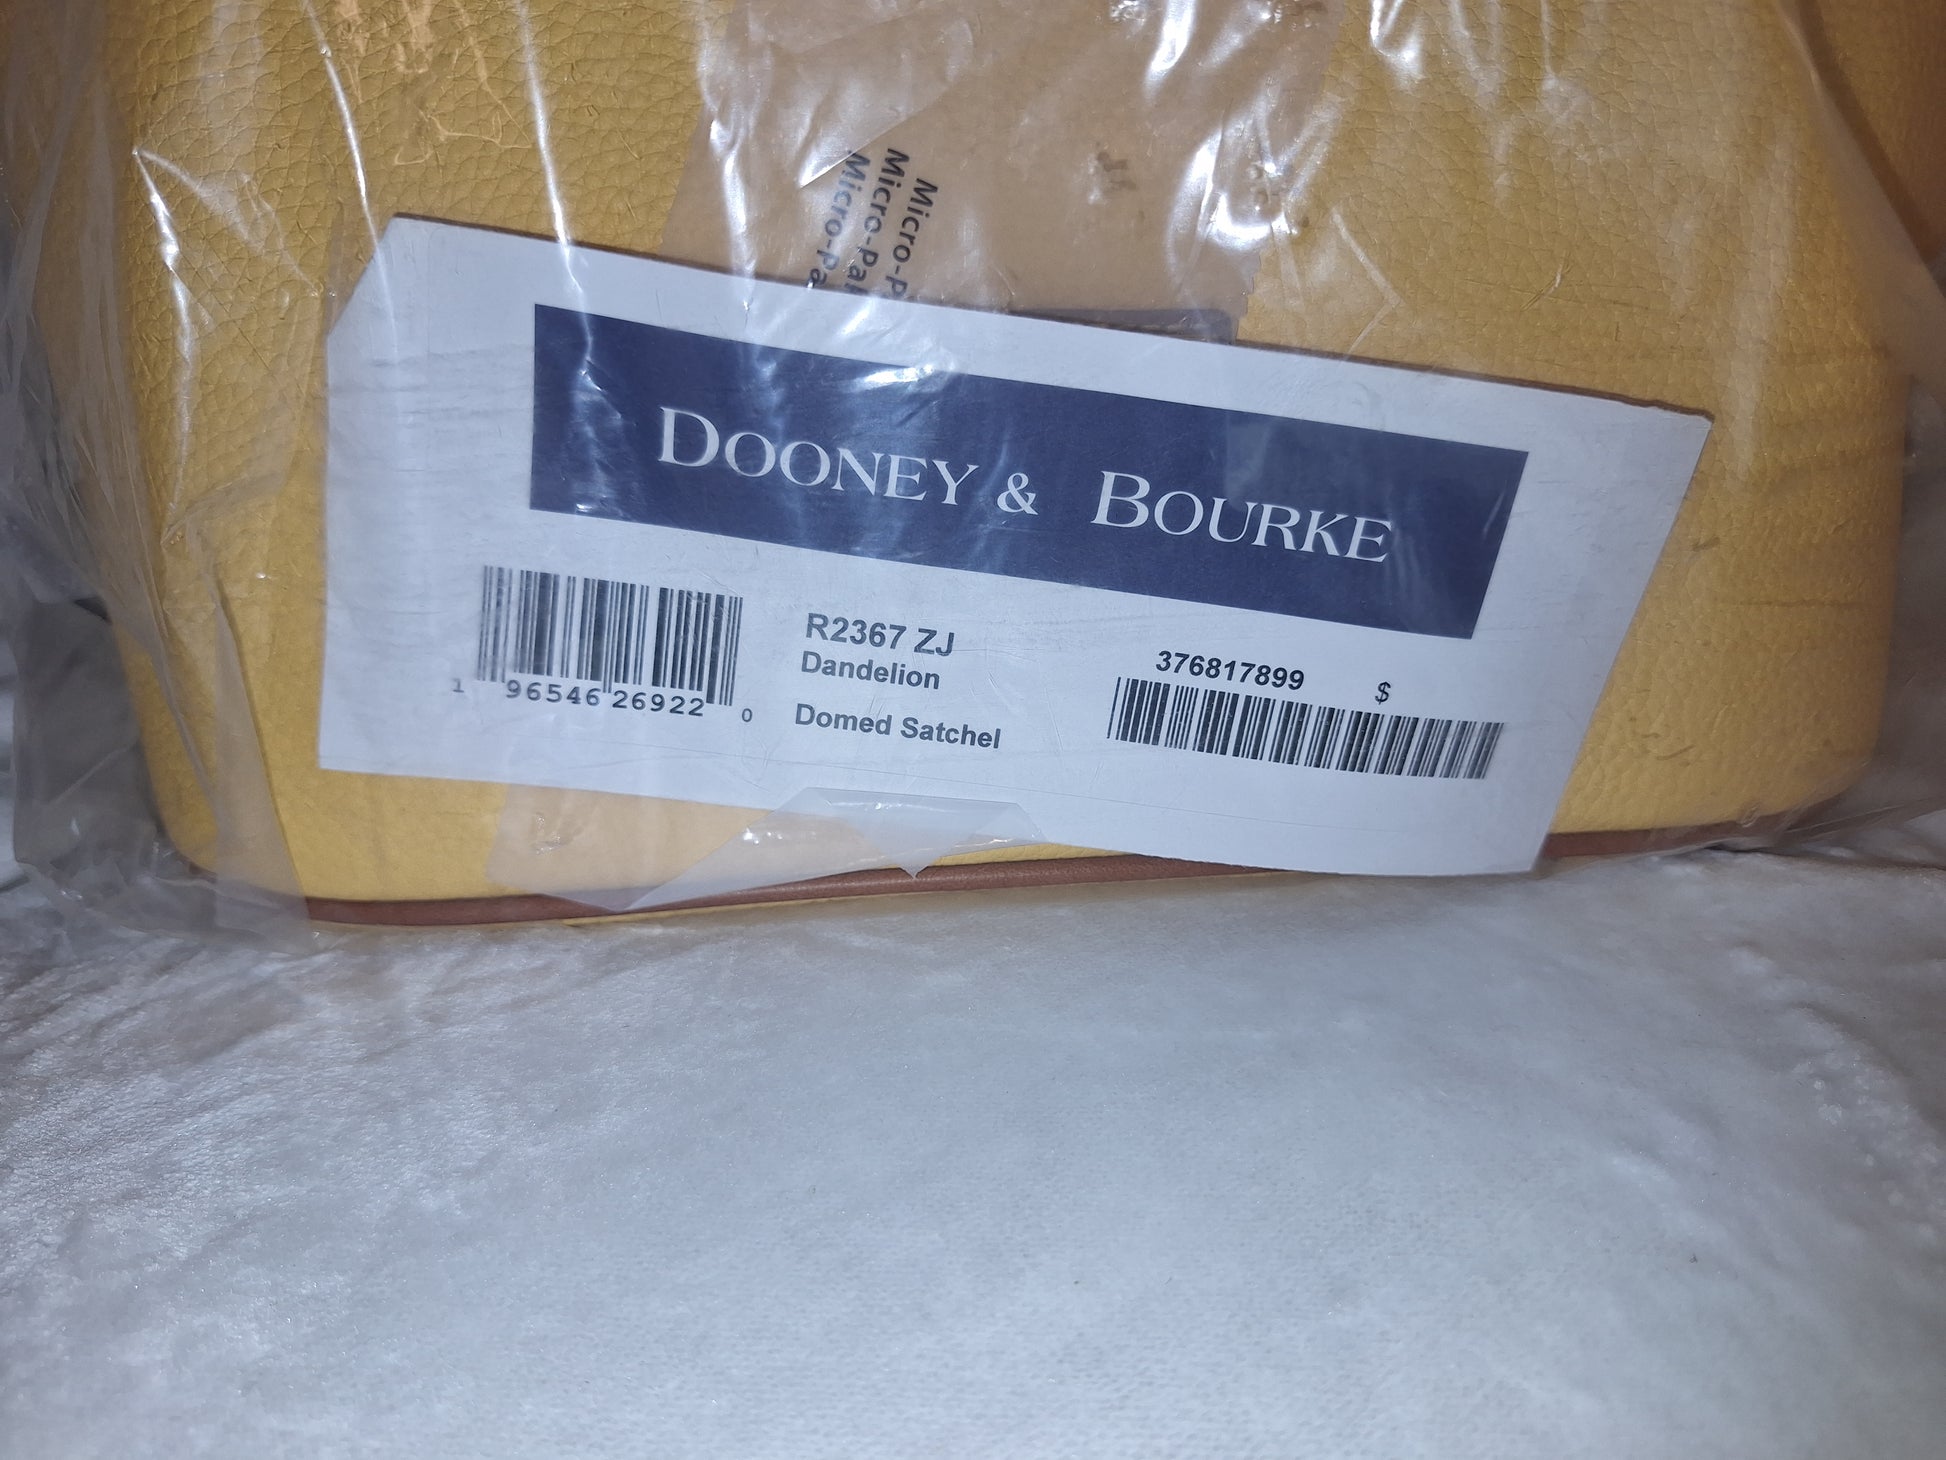 Micro-P
Micro-Pa
Micro-Pa
DOONEY & BOURKE
R2367 ZJ
Dandelion
Domed Satchel
1 96546 26922 0
376817899 $